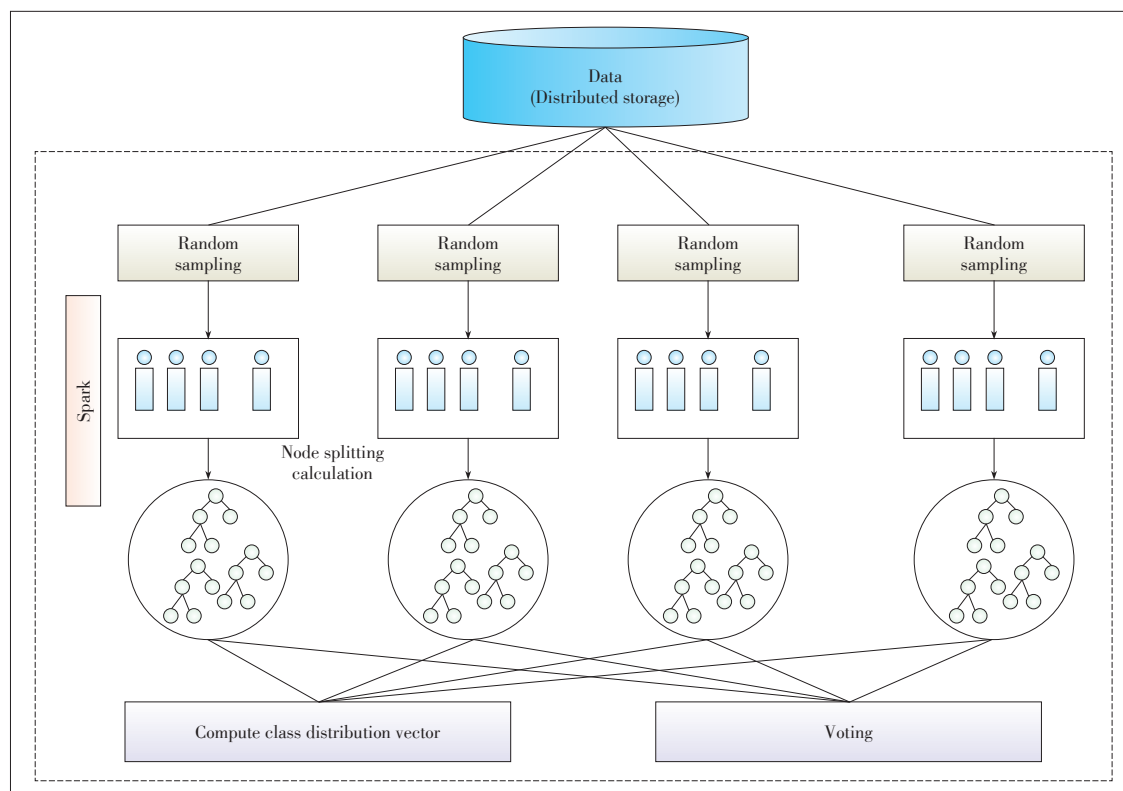 Data
(Distributed storage)
Random
sampling
Random
sampling
Random
sampling
Random
sampling
Spark
Node splitting
calculation
Compute class distribution vector
Voting